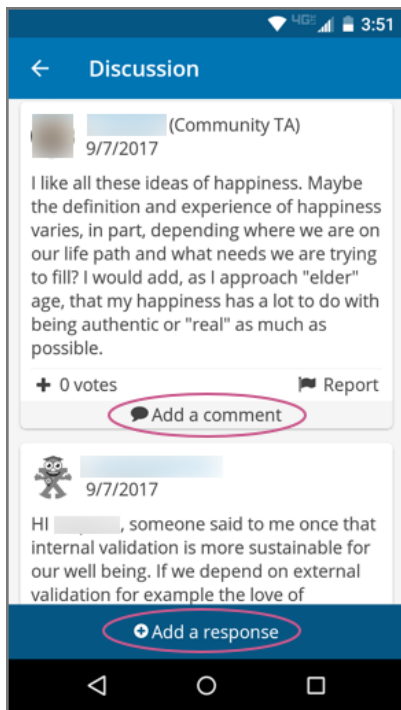 4GE 3:51
Discussion
(Community TA)
9/7/2017
I like all these ideas of happiness. Maybe
the definition and experience of happiness
varies, in part, depending where we are on
our life path and what needs we are trying
to fill? I would add, as I approach "elder"
age, that my happiness has a lot to do with
being authentic or "real" as much as
possible.
0 votes Report
Add a comment
9/7/2017
HI , someone said to me once that
internal validation is more sustainable for
our well being. If we depend on external
validation for example the love of
Add a response